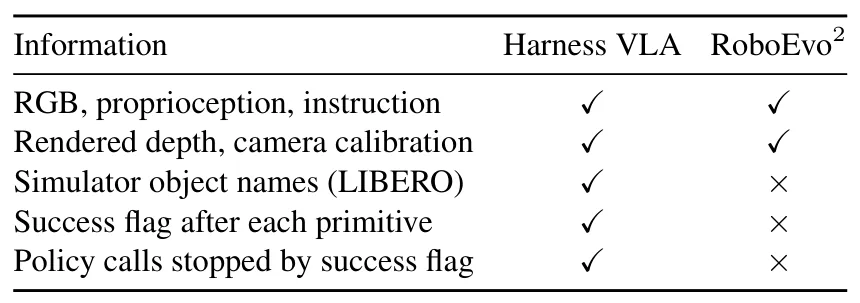 Information Harness VLA RoboEvo²
RGB, proprioception, instruction ✓ ✓
Rendered depth, camera calibration ✓ ✓
Simulator object names (LIBERO) ✓ ×
Success flag after each primitive ✓ ×
Policy calls stopped by success flag ✓ ×